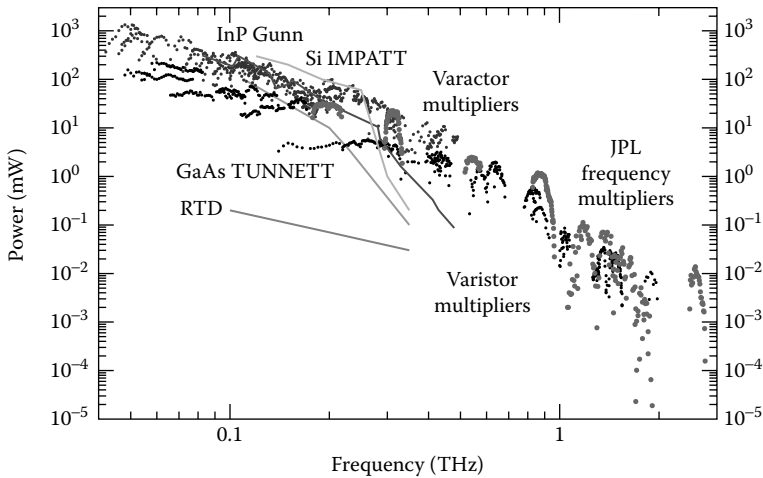 InP Gunn
Si IMPATT
Varactor
multipliers
JPL
frequency
multipliers
GaAs TUNNETT
RTD
Varistor
multipliers
Power (mW)
10³
10²
10¹
10⁰
10⁻¹
10⁻²
10⁻³
10⁻⁴
10⁻⁵
10³
10²
10¹
10⁰
10⁻¹
10⁻²
10⁻³
10⁻⁴
10⁻⁵
0.1
1
Frequency (THz)